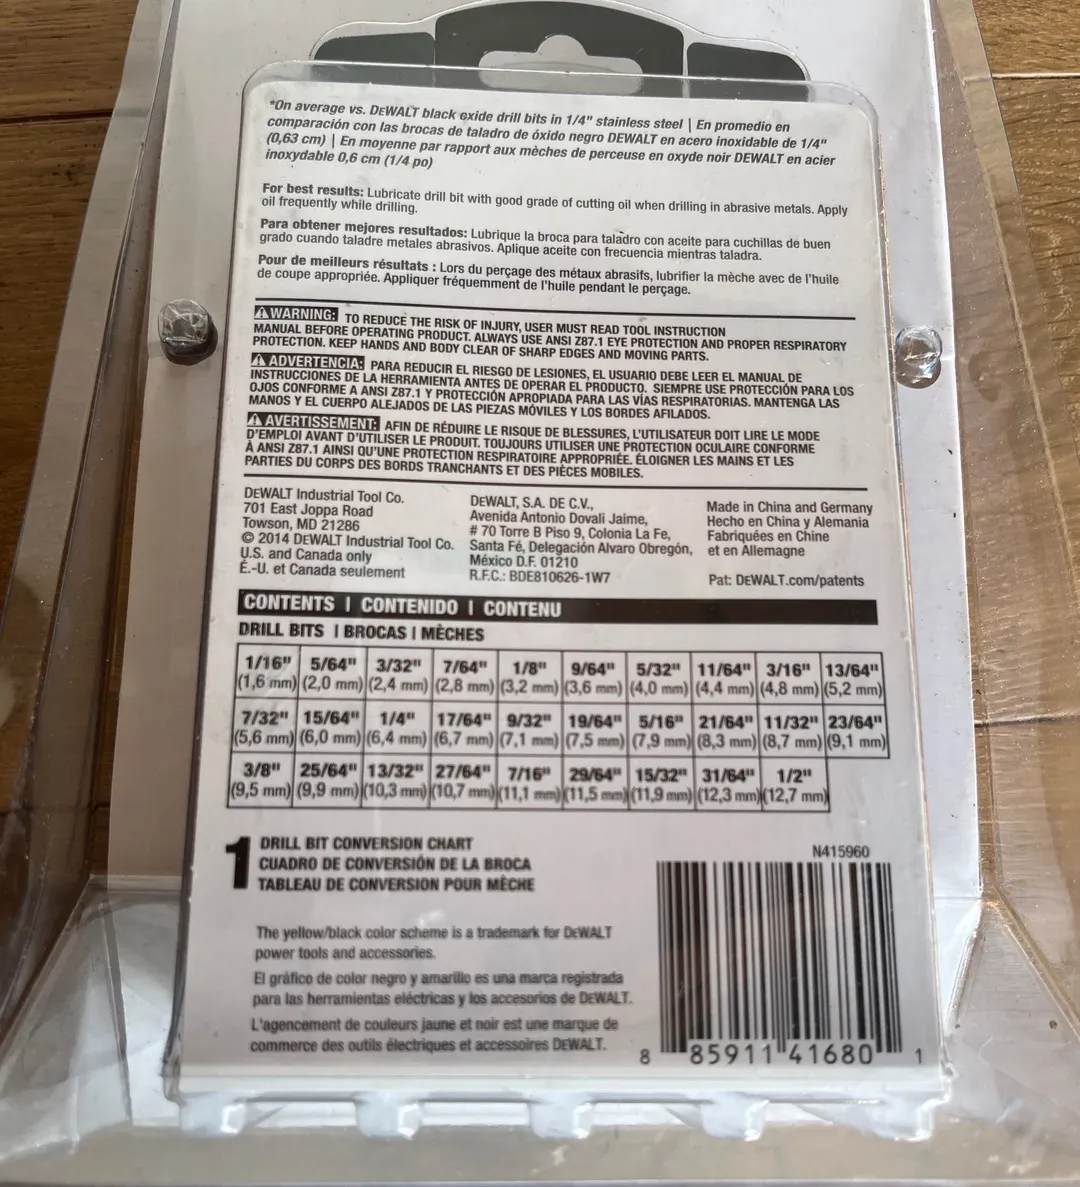 *On average vs. DEWALT black oxide drill bits in 1/4" stainless steel | En promedio en
comparación con las brocas de taladro de óxido negro DEWALT en acero inoxidable de 1/4"
(0,63 cm) | En moyenne par rapport aux mèches de perceuse en oxyde noir DEWALT en acier
inoxydable 0,6 cm (1/4 po)
For best results: Lubricate drill bit with good grade of cutting oil when drilling in abrasive metals. Apply
oil frequently while drilling.
Para obtener mejores resultados: Lubrique la broca para taladro con aceite para cuchillas de buen
grado cuando taladre metales abrasivos. Aplique aceite con frecuencia mientras taladra.
Pour de meilleurs résultats : Lors du perçage des métaux abrasifs, lubrifier la mèche avec de l'huile
de coupe appropriée. Appliquer fréquemment de l'huile pendant le perçage.
⚠ WARNING: TO REDUCE THE RISK OF INJURY, USER MUST READ TOOL INSTRUCTION
MANUAL BEFORE OPERATING PRODUCT. ALWAYS USE ANSI Z87.1 EYE PROTECTION AND PROPER RESPIRATORY
PROTECTION. KEEP HANDS AND BODY CLEAR OF SHARP EDGES AND MOVING PARTS.
⚠ ADVERTENCIA: PARA REDUCIR EL RIESGO DE LESIONES, EL USUARIO DEBE LEER EL MANUAL DE
INSTRUCCIONES DE LA HERRAMIENTA ANTES DE OPERAR EL PRODUCTO. SIEMPRE USE PROTECCIÓN PARA LOS
OJOS CONFORME A ANSI Z87.1 Y PROTECCIÓN APROPIADA PARA LAS VÍAS RESPIRATORIAS. MANTENGA LAS
MANOS Y EL CUERPO ALEJADOS DE LAS PIEZAS MÓVILES Y LOS BORDES AFILADOS.
⚠ AVERTISSEMENT: AFIN DE RÉDUIRE LE RISQUE DE BLESSURES, L'UTILISATEUR DOIT LIRE LE MODE
D'EMPLOI AVANT D'UTILISER LE PRODUIT. TOUJOURS UTILISER UNE PROTECTION OCULAIRE CONFORME
À ANSI Z87.1 AINSI QU'UNE PROTECTION RESPIRATOIRE APPROPRIÉE. ÉLOIGNER LES MAINS ET LES
PARTIES DU CORPS DES BORDS TRANCHANTS ET DES PIÈCES MOBILES.
DEWALT Industrial Tool Co.
701 East Joppa Road
Towson, MD 21286
© 2014 DEWALT Industrial Tool Co.
U.S. and Canada only
É.-U. et Canada seulement
DEWALT, S.A. DE C.V.,
Avenida Antonio Dovali Jaime,
# 70 Torre B Piso 9, Colonia La Fe,
Santa Fé, Delegación Alvaro Obregón,
México D.F. 01210
R.F.C.: BDE810626-1W7
Made in China and Germany
Hecho en China y Alemania
Fabriquées en Chine
et en Allemagne
Pat: DEWALT.com/patents
CONTENTS | CONTENIDO | CONTENU
DRILL BITS | BROCAS | MÈCHES
1/16" 5/64" 3/32" 7/64" 1/8" 9/64" 5/32" 11/64" 3/16" 13/64"
(1,6 mm) (2,0 mm) (2,4 mm) (2,8 mm) (3,2 mm) (3,6 mm) (4,0 mm) (4,4 mm) (4,8 mm) (5,2 mm)
7/32" 15/64" 1/4" 17/64" 9/32" 19/64" 5/16" 21/64" 11/32" 23/64"
(5,6 mm) (6,0 mm) (6,4 mm) (6,7 mm) (7,1 mm) (7,5 mm) (7,9 mm) (8,3 mm) (8,7 mm) (9,1 mm)
3/8" 25/64" 13/32" 27/64" 7/16" 29/64" 15/32" 31/64" 1/2"
(9,5 mm) (9,9 mm) (10,3 mm) (10,7 mm) (11,1 mm) (11,5 mm) (11,9 mm) (12,3 mm) (12,7 mm)
1 DRILL BIT CONVERSION CHART
CUADRO DE CONVERSIÓN DE LA BROCA
TABLEAU DE CONVERSION POUR MÈCHE
The yellow/black color scheme is a trademark for DEWALT
power tools and accessories.
El gráfico de color negro y amarillo es una marca registrada
para las herramientas eléctricas y los accesorios de DEWALT.
L'agencement de couleurs jaune et noir est une marque de
commerce des outils électriques et accessoires DEWALT.
N415960
8 85911 41680 1